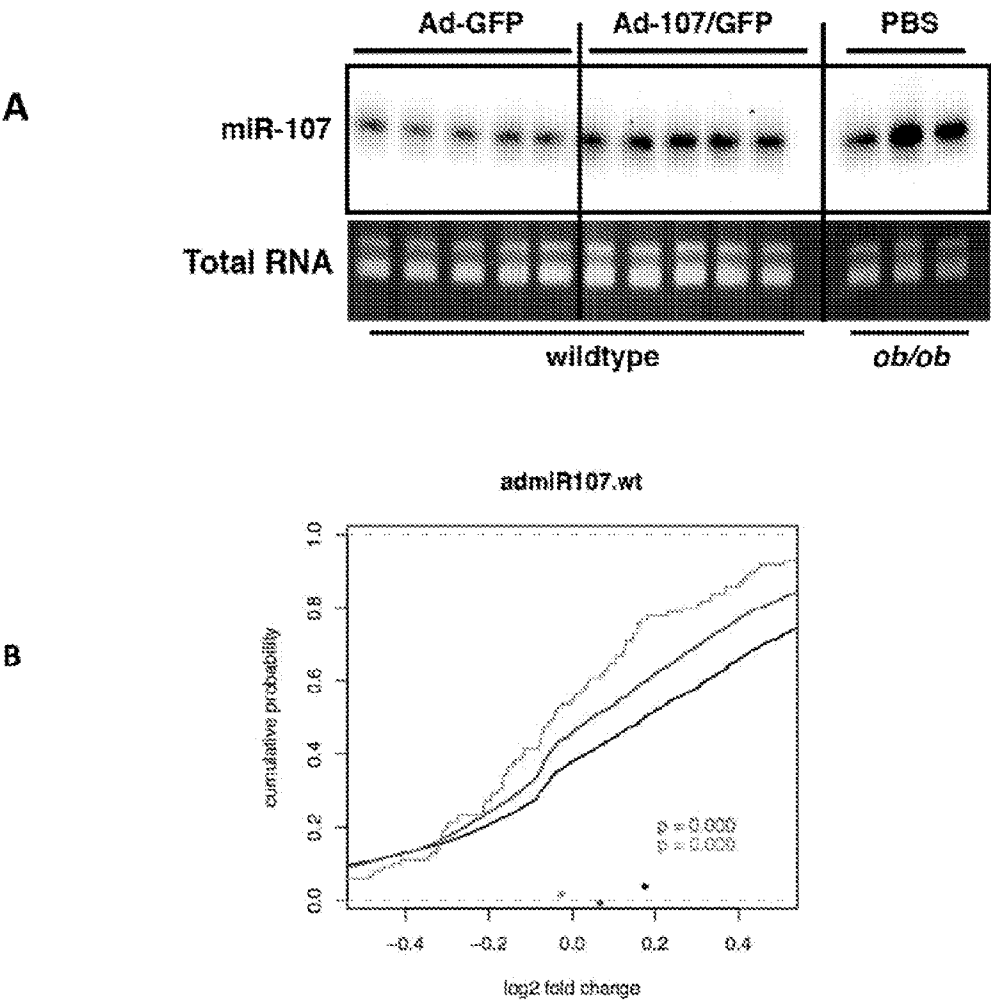 Ad-GFP Ad-107/GFP PBS
A
miR-107
Total RNA
wildtype ob/ob
admiR107.wt
B
cumulative probability
1.0
0.8
0.6
0.4
0.2
0.0
p = 0.000
p = 0.000
-0.4 -0.2 0.0 0.2 0.4
log2 fold change